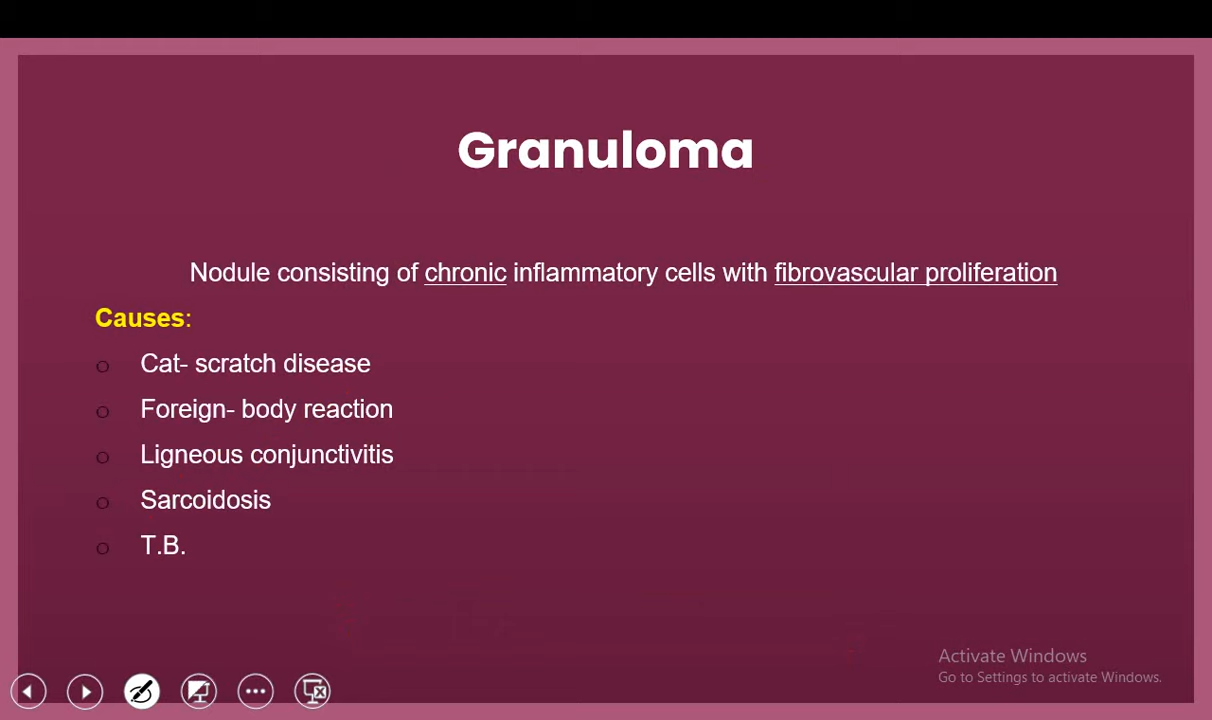 Granuloma
Nodule consisting of chronic inflammatory cells with fibrovascular proliferation
Causes:
Cat- scratch disease
Foreign- body reaction
Ligneous conjunctivitis
Sarcoidosis
T.B.
Activate Windows
Go to Settings to activate Windows.